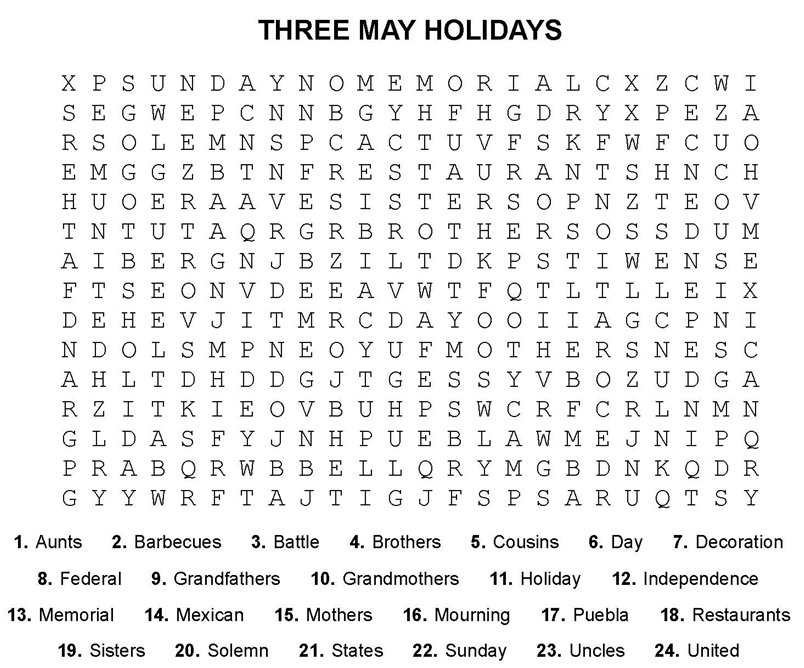 THREE MAY HOLIDAYS
X P S U N D A Y N O M E M O R I A L C X Z C W I
S E G W E P C N N B G Y H F H G D R Y X P E Z A
R S O L E M N S P C A C T U V F S K F W F C U O
E M G G Z B T N F R E S T A U R A N T S H N C H
H U O E R A A V E S I S T E R S O P N Z T E O V
T N T U T A Q R G R B R O T H E R S O S S D U M
A I B E R G N J B Z I L T D K P S T I W E N S E
F T S E O N V D E E A V W T F Q T L T L L E I X
D E H E V J I T M R C D A Y O O I I A G C P N I
N D O L S M P N E O Y U F M O T H E R S N E S C
A H L T D H D D G J T G E S S Y V B O Z U D G A
R Z I T K I E O V B U H P S W C R F C R L N M N
G L D A S F Y J N H P U E B L A W M E J N I P Q
P R A B Q R W B B E L L Q R Y M G B D N K Q D R
G Y Y W R F T A J T I G J F S P S A R U Q T S Y
1. Aunts 2. Barbecues 3. Battle 4. Brothers 5. Cousins 6. Day 7. Decoration
8. Federal 9. Grandfathers 10. Grandmothers 11. Holiday 12. Independence
13. Memorial 14. Mexican 15. Mothers 16. Mourning 17. Puebla 18. Restaurants
19. Sisters 20. Solemn 21. States 22. Sunday 23. Uncles 24. United